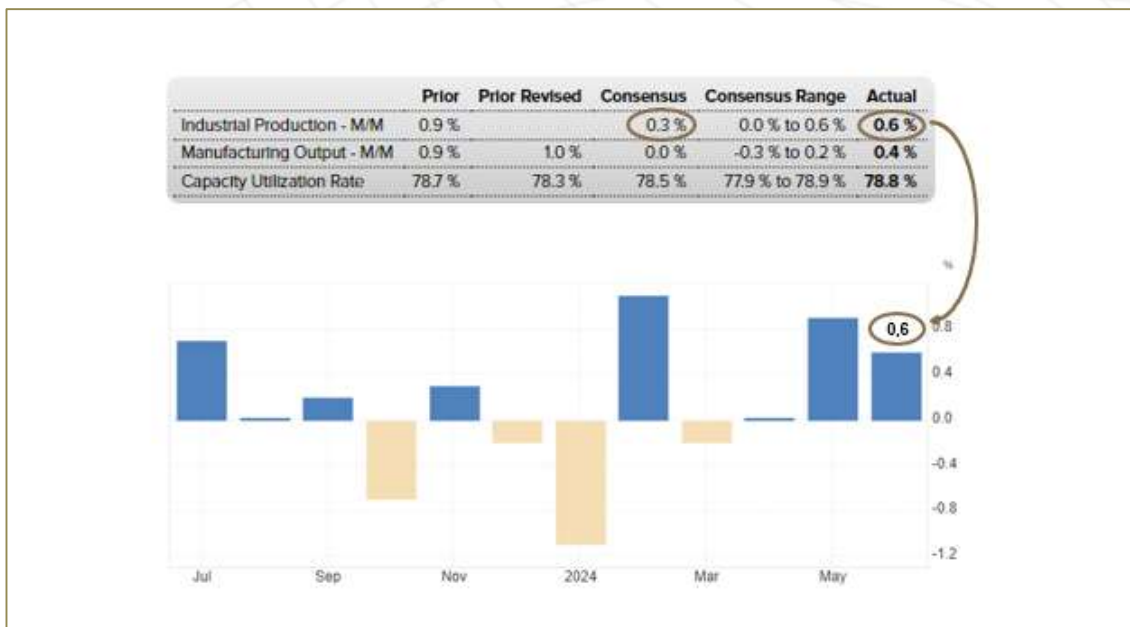 Prior Prior Revised Consensus Consensus Range Actual
Industrial Production - M/M 0.9 % 0.3 % 0.0 % to 0.6 % 0.6 %
Manufacturing Output - M/M 0.9 % 1.0 % 0.0 % -0.3 % to 0.2 % 0.4 %
Capacity Utilization Rate 78.7 % 78.3 % 78.5 % 77.9 % to 78.9 % 78.8 %
%
0,6 0.8
0.4
0.0
-0.4
-0.8
-1.2
Jul Sep Nov 2024 Mar May